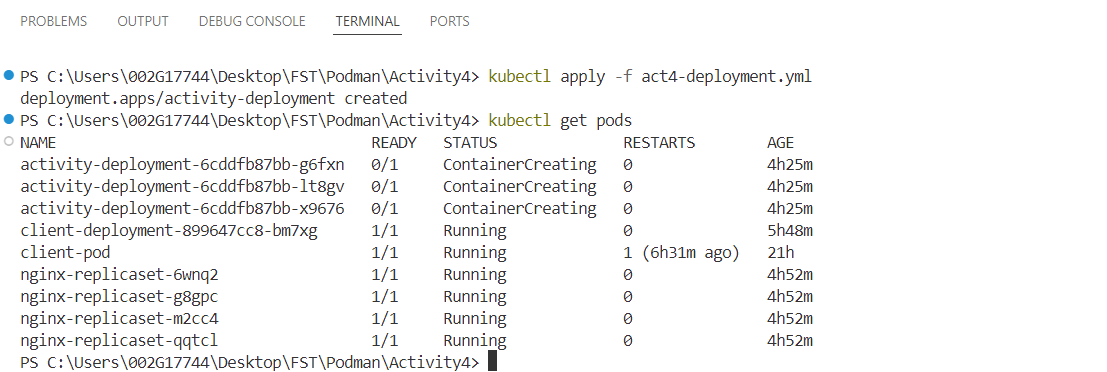 PROBLEMS OUTPUT DEBUG CONSOLE TERMINAL PORTS
PS C:\Users\002G17744\Desktop\FST\Podman\Activity4> kubectl apply -f act4-deployment.yml
deployment.apps/activity-deployment created
PS C:\Users\002G17744\Desktop\FST\Podman\Activity4> kubectl get pods
NAME READY STATUS RESTARTS AGE
activity-deployment-6cddfb87bb-g6fxn 0/1 ContainerCreating 0 4h25m
activity-deployment-6cddfb87bb-lt8gv 0/1 ContainerCreating 0 4h25m
activity-deployment-6cddfb87bb-x9676 0/1 ContainerCreating 0 4h25m
client-deployment-899647cc8-bm7xg 1/1 Running 0 5h48m
client-pod 1/1 Running 1 (6h31m ago) 21h
nginx-replicaset-6wnq2 1/1 Running 0 4h52m
nginx-replicaset-g8gpc 1/1 Running 0 4h52m
nginx-replicaset-m2cc4 1/1 Running 0 4h52m
nginx-replicaset-qqtcl 1/1 Running 0 4h52m
PS C:\Users\002G17744\Desktop\FST\Podman\Activity4>